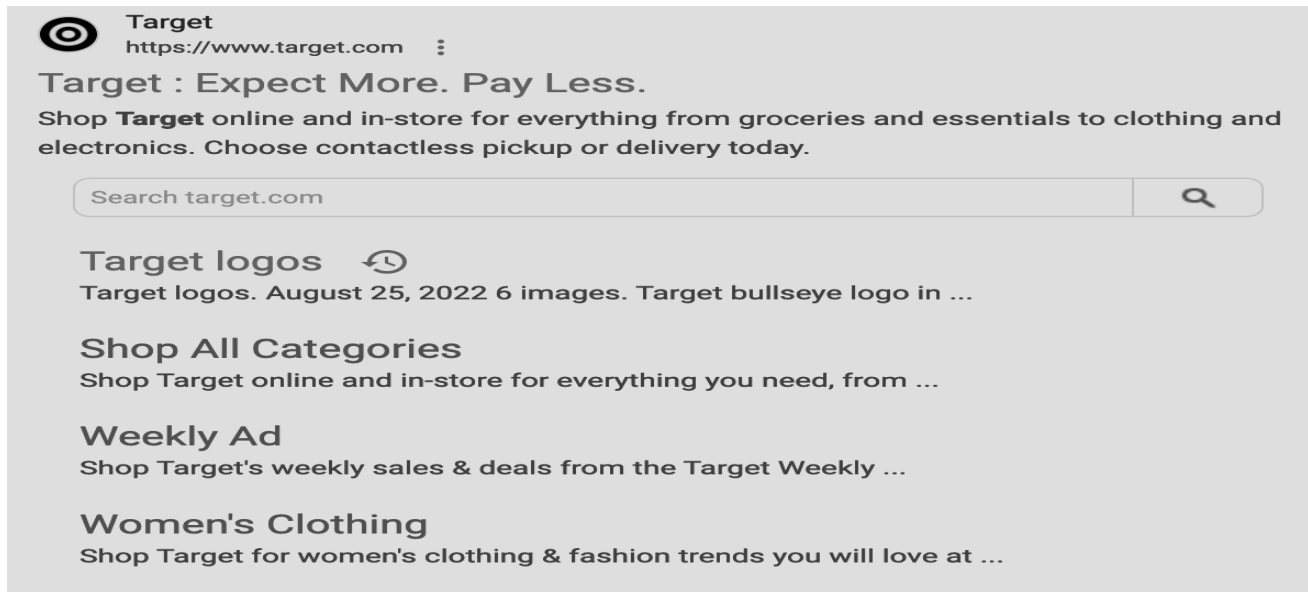 Target
https://www.target.com
Target : Expect More. Pay Less.
Shop Target online and in-store for everything from groceries and essentials to clothing and
electronics. Choose contactless pickup or delivery today.
Search target.com
Target logos
Target logos. August 25, 2022 6 images. Target bullseye logo in ...
Shop All Categories
Shop Target online and in-store for everything you need, from ...
Weekly Ad
Shop Target's weekly sales & deals from the Target Weekly ...
Women's Clothing
Shop Target for women's clothing & fashion trends you will love at ...